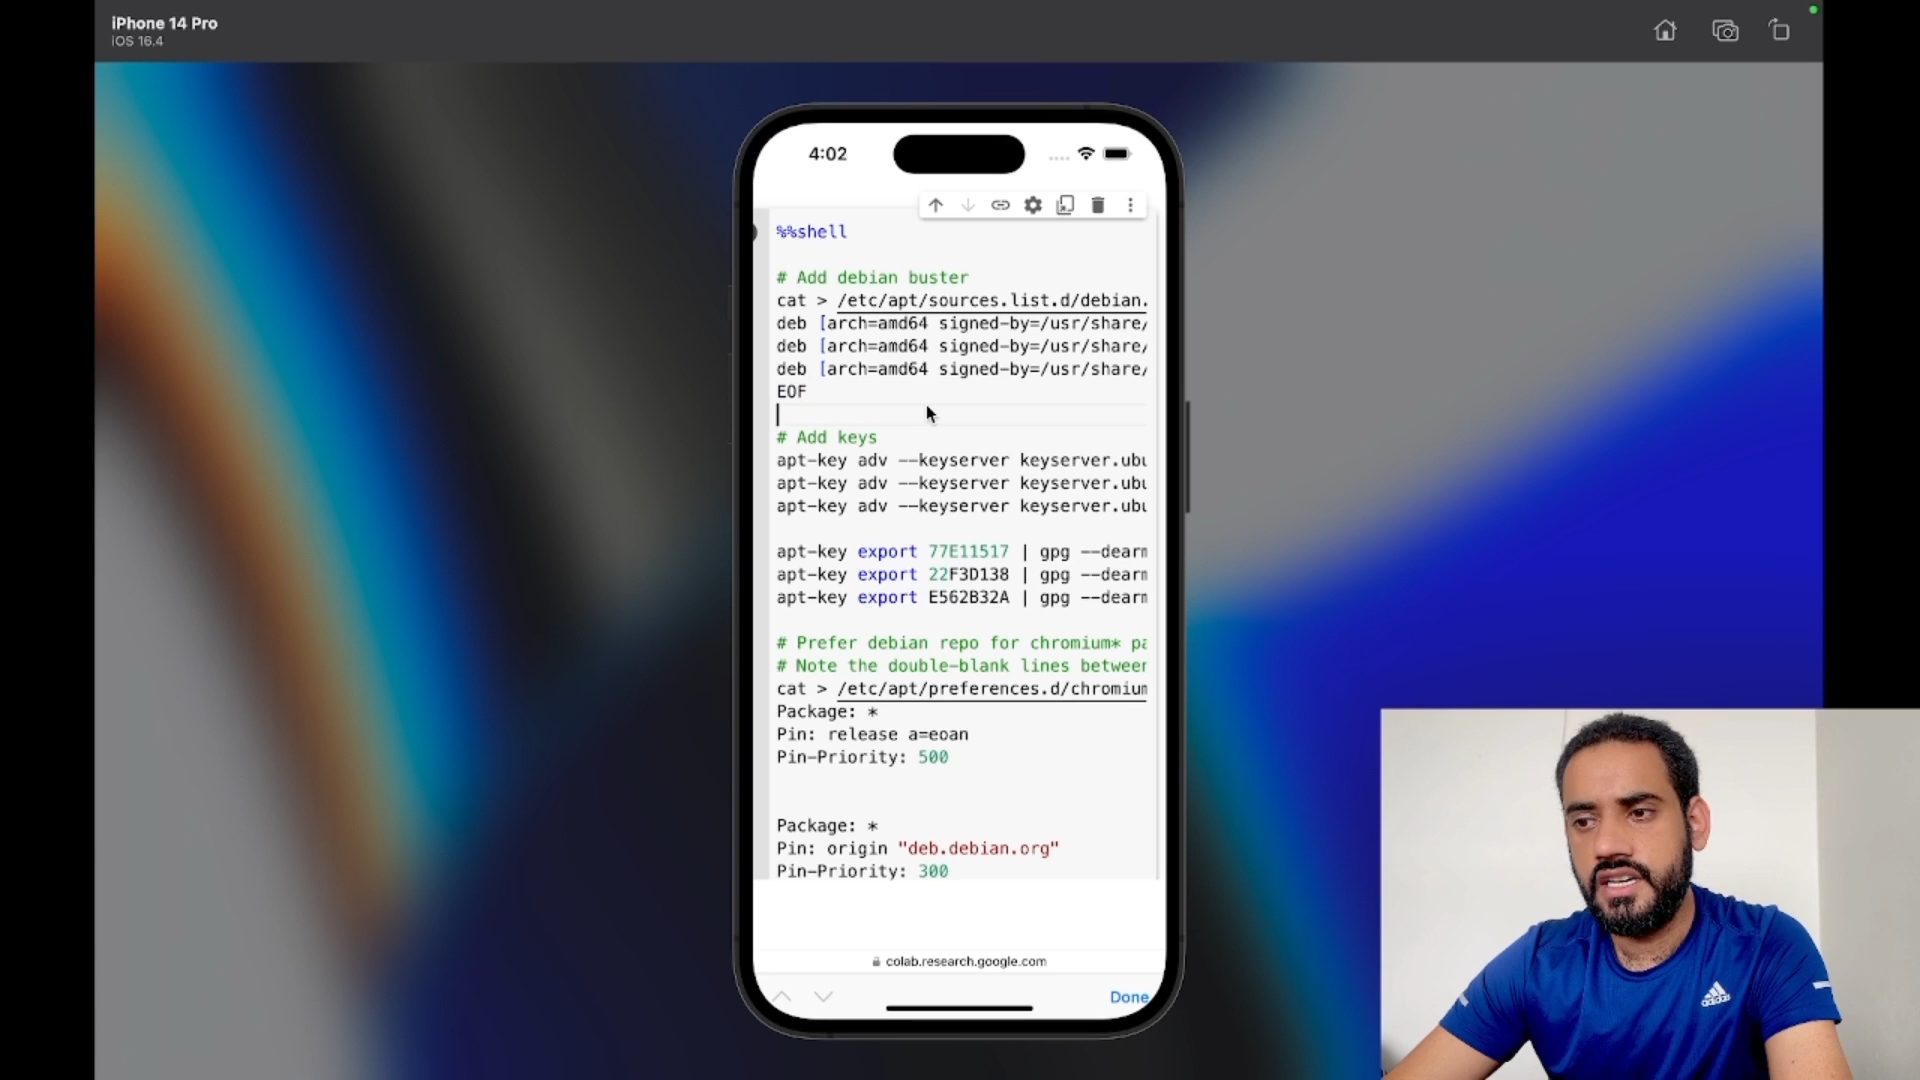 iPhone 14 Pro
iOS 16.4
4:02
%%shell
# Add debian buster
cat > /etc/apt/sources.list.d/debian.
deb [arch=amd64 signed-by=/usr/share/
deb [arch=amd64 signed-by=/usr/share/
deb [arch=amd64 signed-by=/usr/share/
EOF
# Add keys
apt-key adv --keyserver keyserver.ubu
apt-key adv --keyserver keyserver.ubu
apt-key adv --keyserver keyserver.ubu
apt-key export 77E11517 | gpg --dearm
apt-key export 22F3D138 | gpg --dearm
apt-key export E562B32A | gpg --dearm
# Prefer debian repo for chromium* pa
# Note the double-blank lines between
cat > /etc/apt/preferences.d/chromium
Package: *
Pin: release a=eoan
Pin-Priority: 500
Package: *
Pin: origin "deb.debian.org"
Pin-Priority: 300
colab.research.google.com
Done
adidas